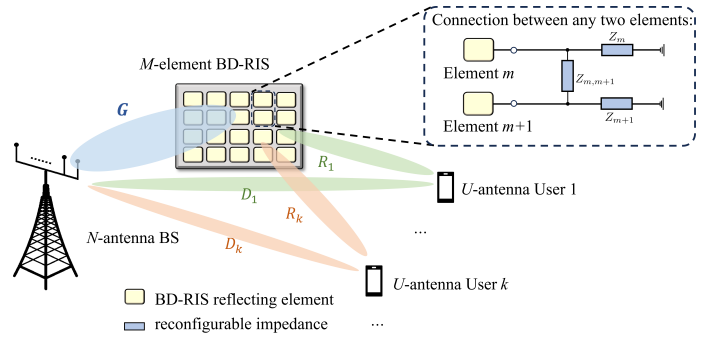 Connection between any two elements:
Z_m
Element m
Z_{m,m+1}
Element m+1
Z_{m+1}
M-element BD-RIS
G
R_1
D_1
U-antenna User 1
R_k
...
N-antenna BS
D_k
U-antenna User k
BD-RIS reflecting element
reconfigurable impedance
...